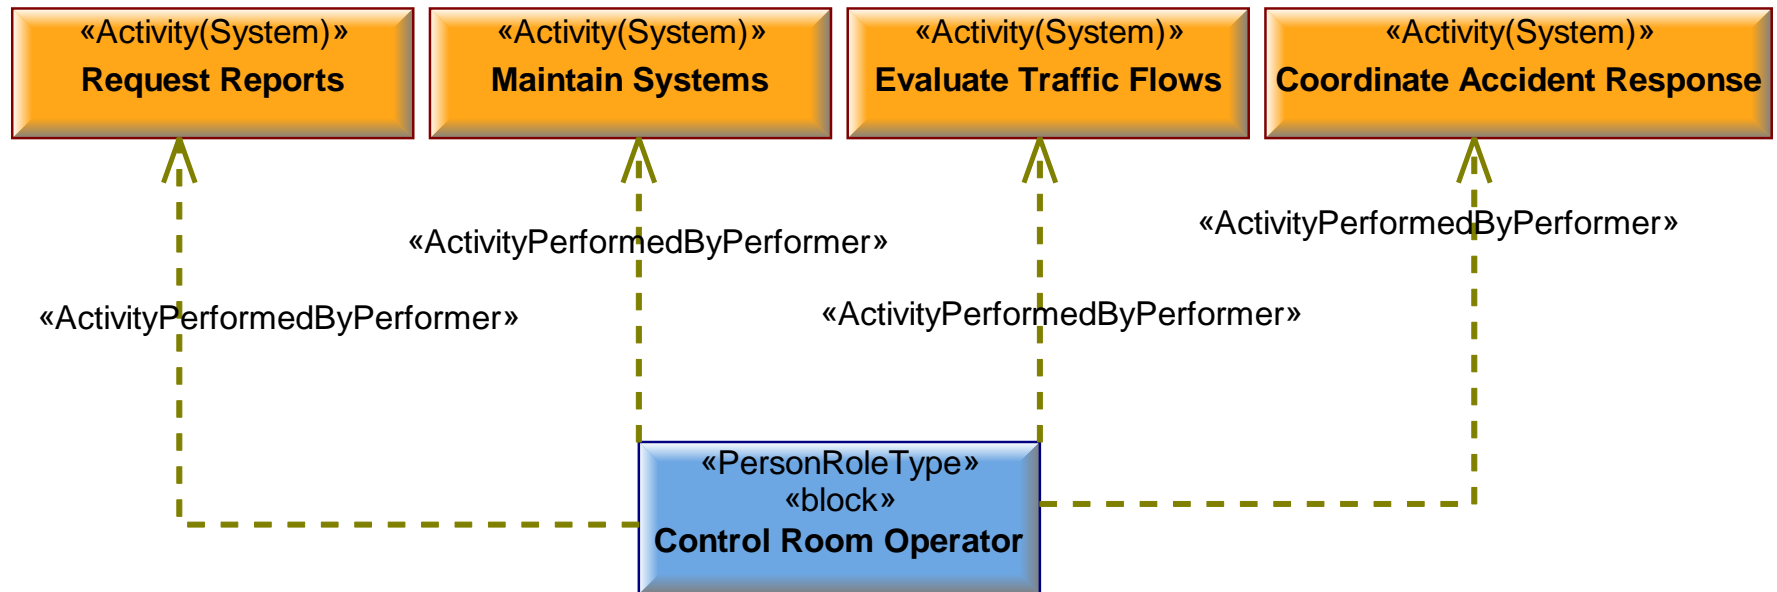 «Activity(System)»
Request Reports
«Activity(System)»
Maintain Systems
«Activity(System)»
Evaluate Traffic Flows
«Activity(System)»
Coordinate Accident Response
«ActivityPerformedByPerformer»
«ActivityPerformedByPerformer»
«ActivityPerformedByPerformer»
«ActivityPerformedByPerformer»
«PersonRoleType»
«block»
Control Room Operator